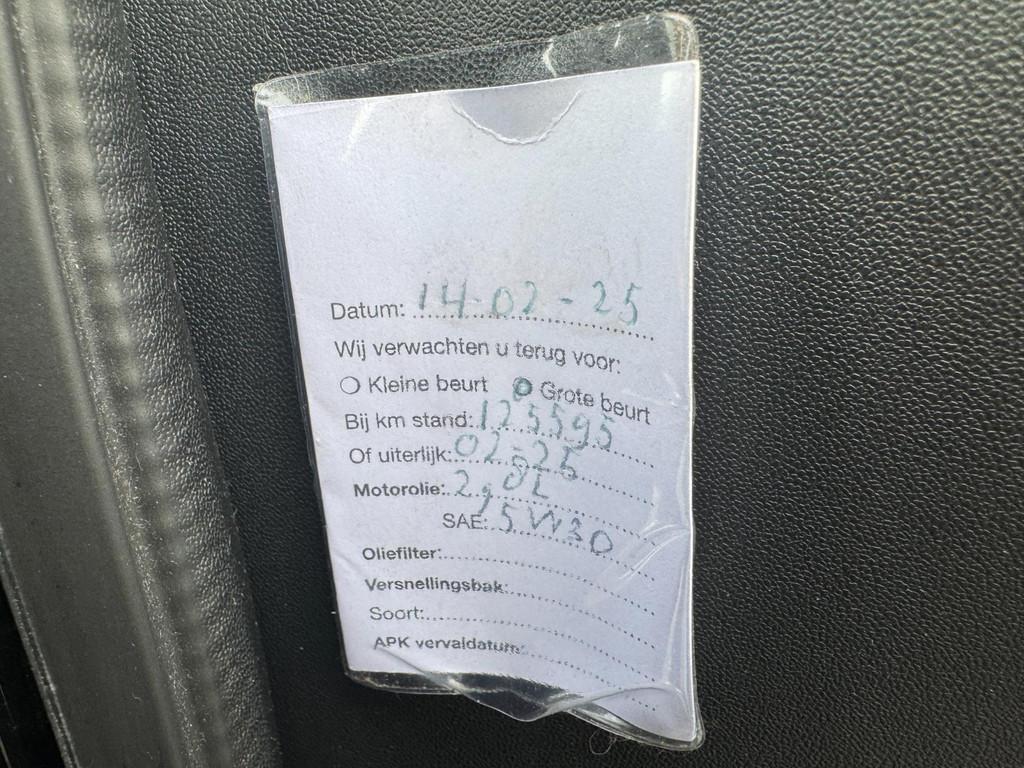 Datum: 14-02-25
Wij verwachten u terug voor:
Kleine beurt Grote beurt
Bij km stand: 125595
Of uiterlijk: 02-25
Motorolie: 2,8L
SAE: 5W30
Oliefilter:
Versnellingsbak:
Soort:
APK vervaldatum: